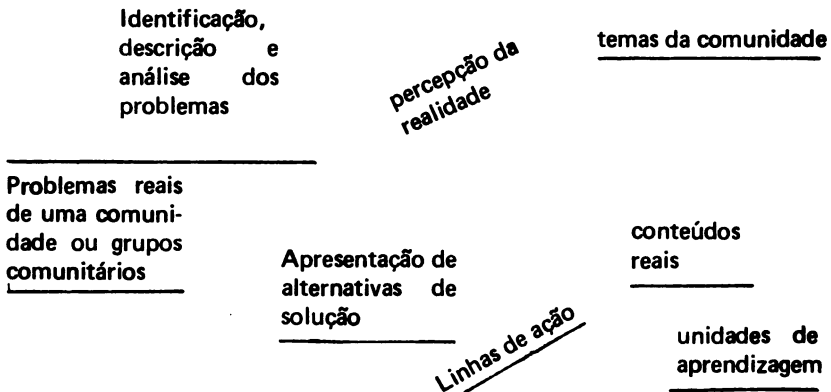 Identificação,
descrição e
análise dos
problemas
percepção da
realidade
temas da comunidade
Problemas reais
de uma comuni-
dade ou grupos
comunitários
Apresentação de
alternativas de
solução
Linhas de ação
conteúdos
reais
unidades de
aprendizagem